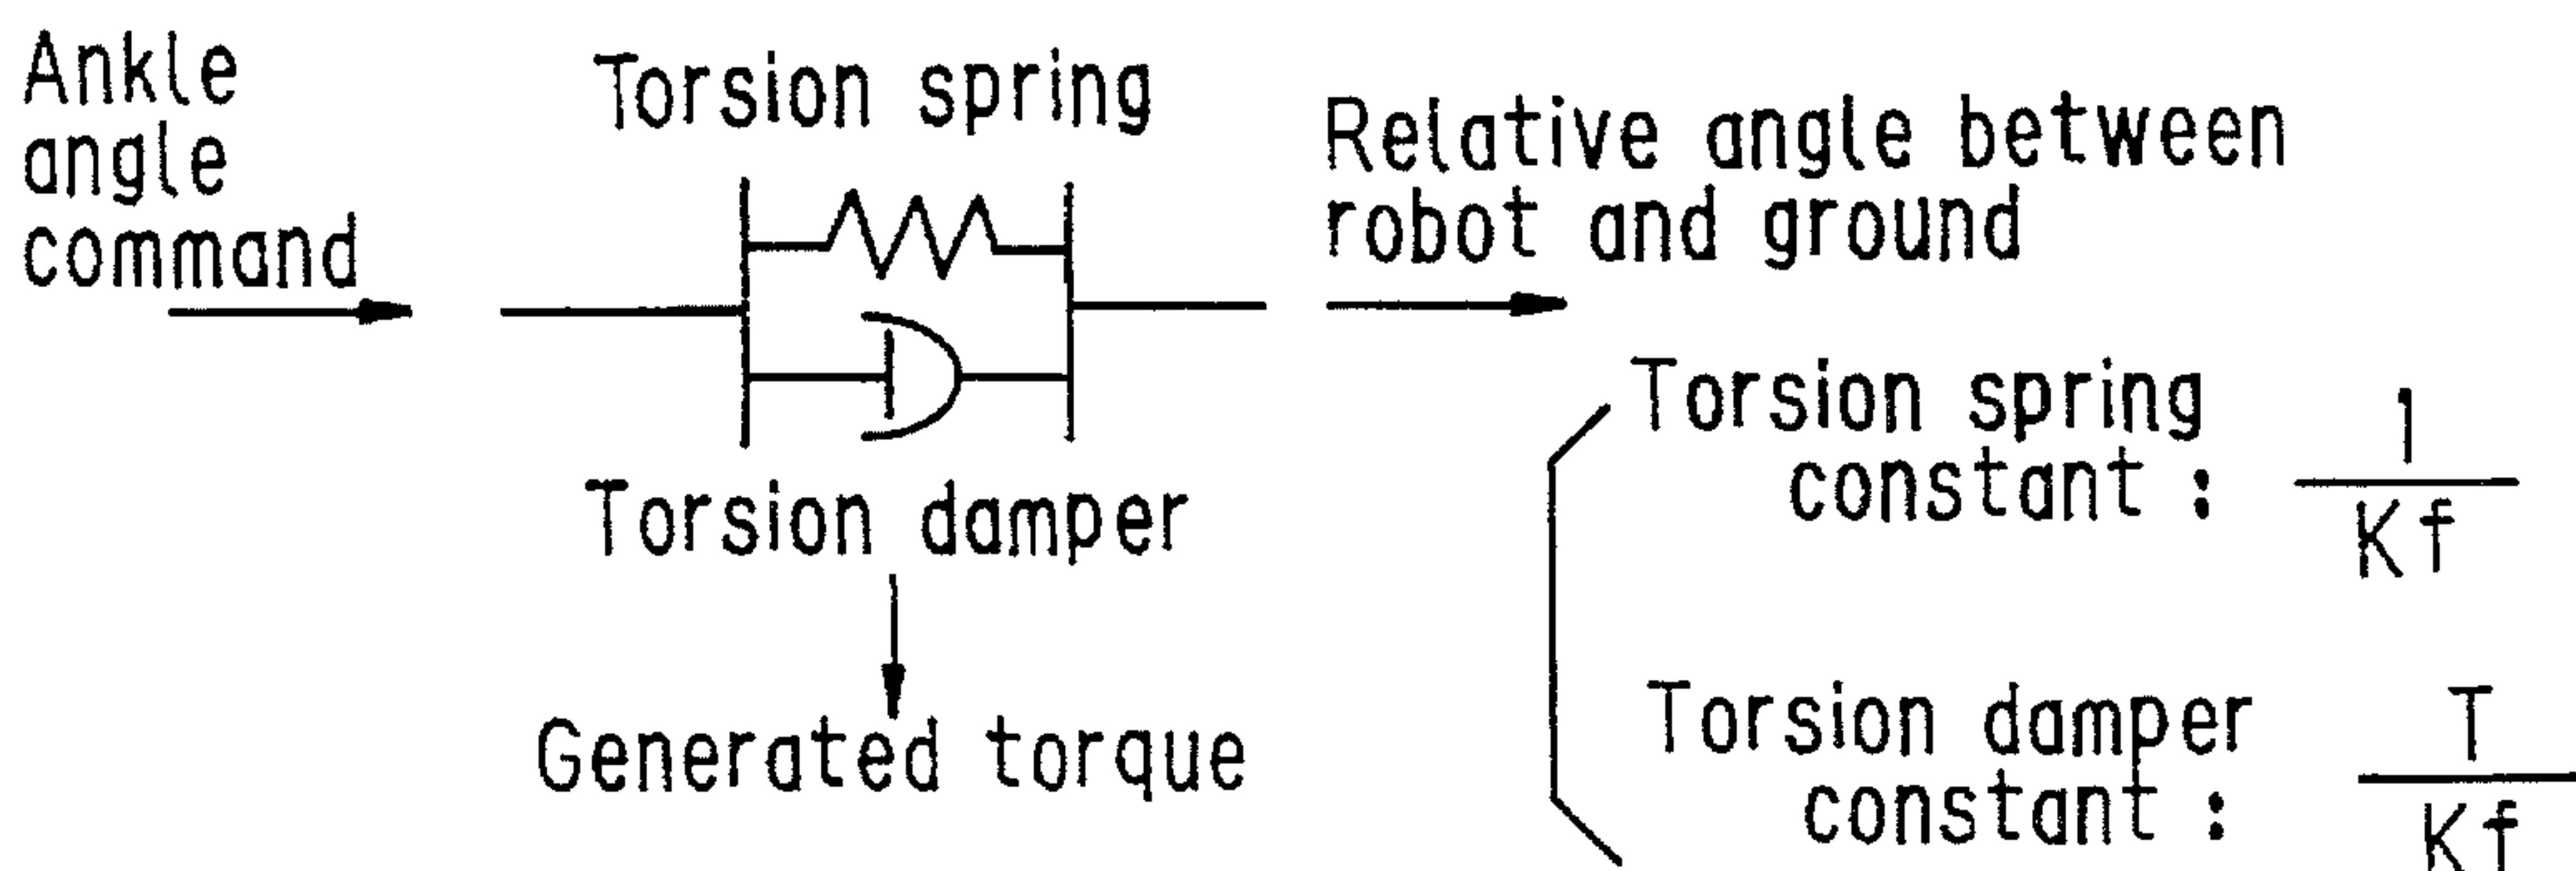 Ankle
angle
command
Torsion spring
Relative angle between
robot and ground
Torsion damper
Generated torque
Torsion spring
constant : 1
Kf
Torsion damper
constant : T
Kf